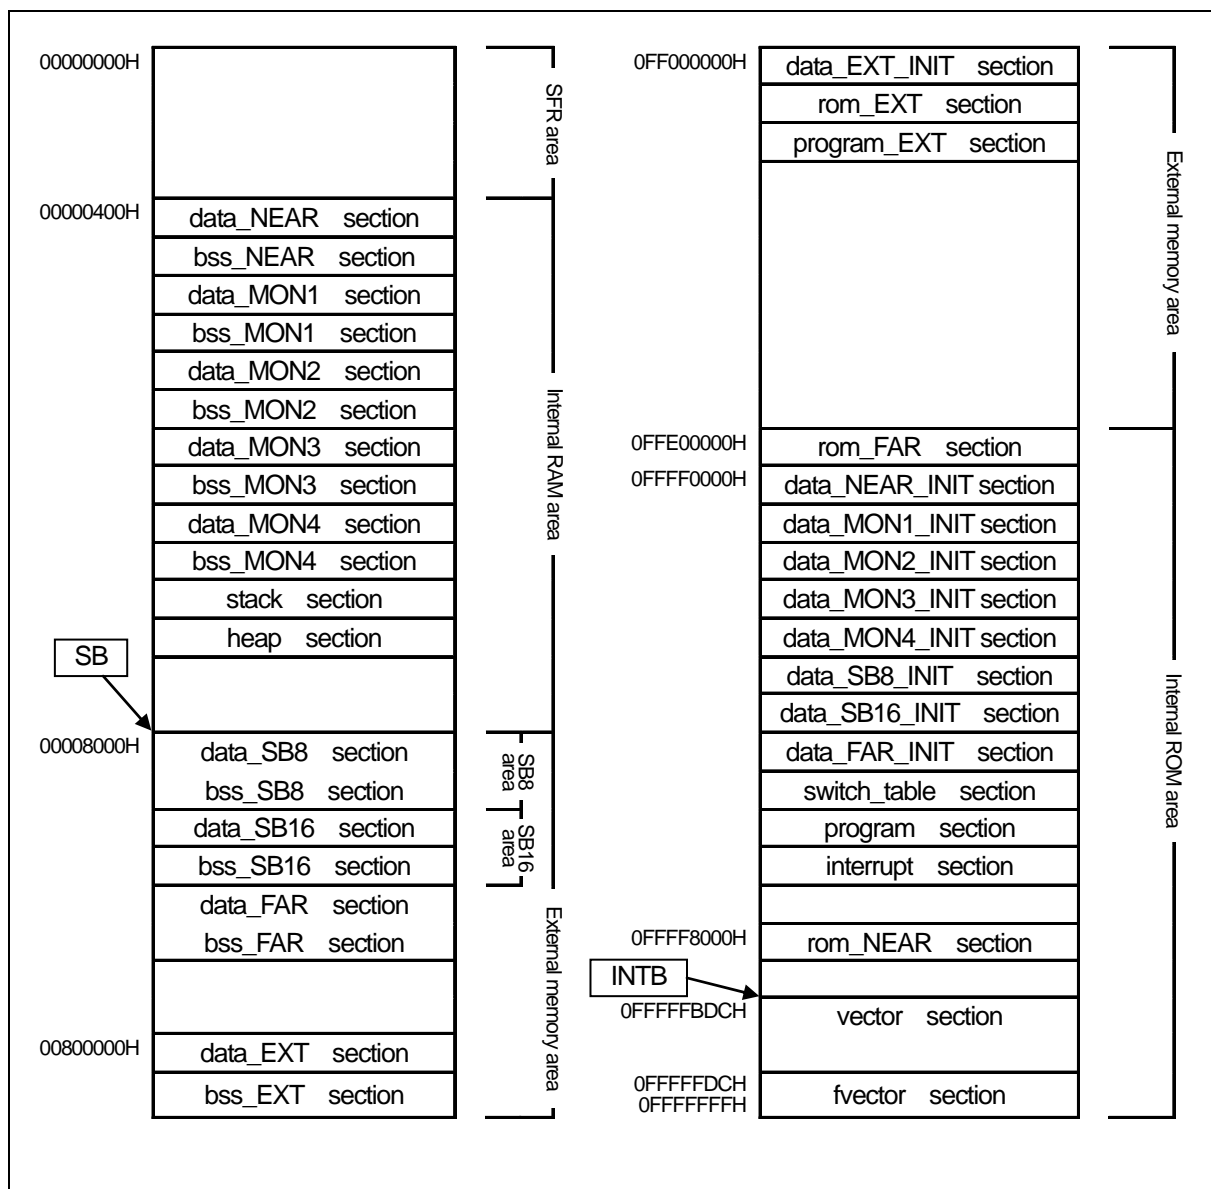 00000000H
SFR area
00000400H
data_NEAR section
bss_NEAR section
data_MON1 section
bss_MON1 section
data_MON2 section
bss_MON2 section
data_MON3 section
bss_MON3 section
data_MON4 section
bss_MON4 section
stack section
heap section
Internal RAM area
SB
00008000H
data_SB8 section
bss_SB8 section
SB8
area
data_SB16 section
bss_SB16 section
SB16
area
data_FAR section
bss_FAR section
00800000H
data_EXT section
bss_EXT section
External memory area
0FF000000H
data_EXT_INIT section
rom_EXT section
program_EXT section
External memory area
0FFE00000H
rom_FAR section
0FFFF0000H
data_NEAR_INIT section
data_MON1_INIT section
data_MON2_INIT section
data_MON3_INIT section
data_MON4_INIT section
data_SB8_INIT section
data_SB16_INIT section
data_FAR_INIT section
switch_table section
program section
interrupt section
0FFFF8000H
rom_NEAR section
INTB
0FFFFFBDCH
vector section
0FFFFFDCH
0FFFFFFFH
fvector section
Internal ROM area